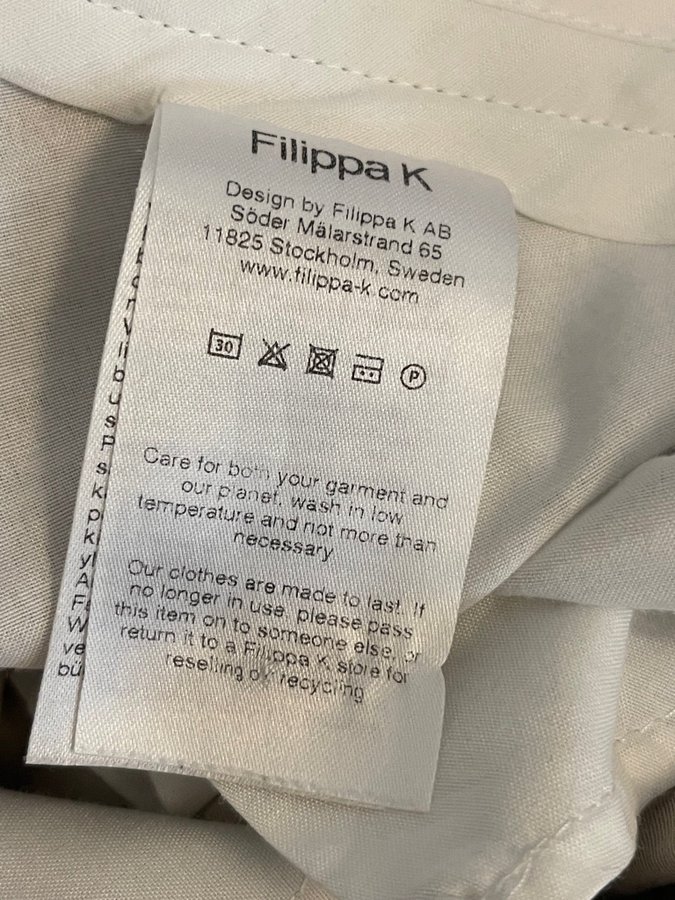 Filippa K
Design by Filippa K AB
Söder Mälarstrand 65
11825 Stockholm, Sweden
www.filippa-k.com
30
P
Care for both your garment and
our planet, wash in low
temperature and not more than
necessary
Our clothes are made to last. If
no longer in use, please pass
this item on to someone else, or
return it to a Filippa K store for
reselling or recycling